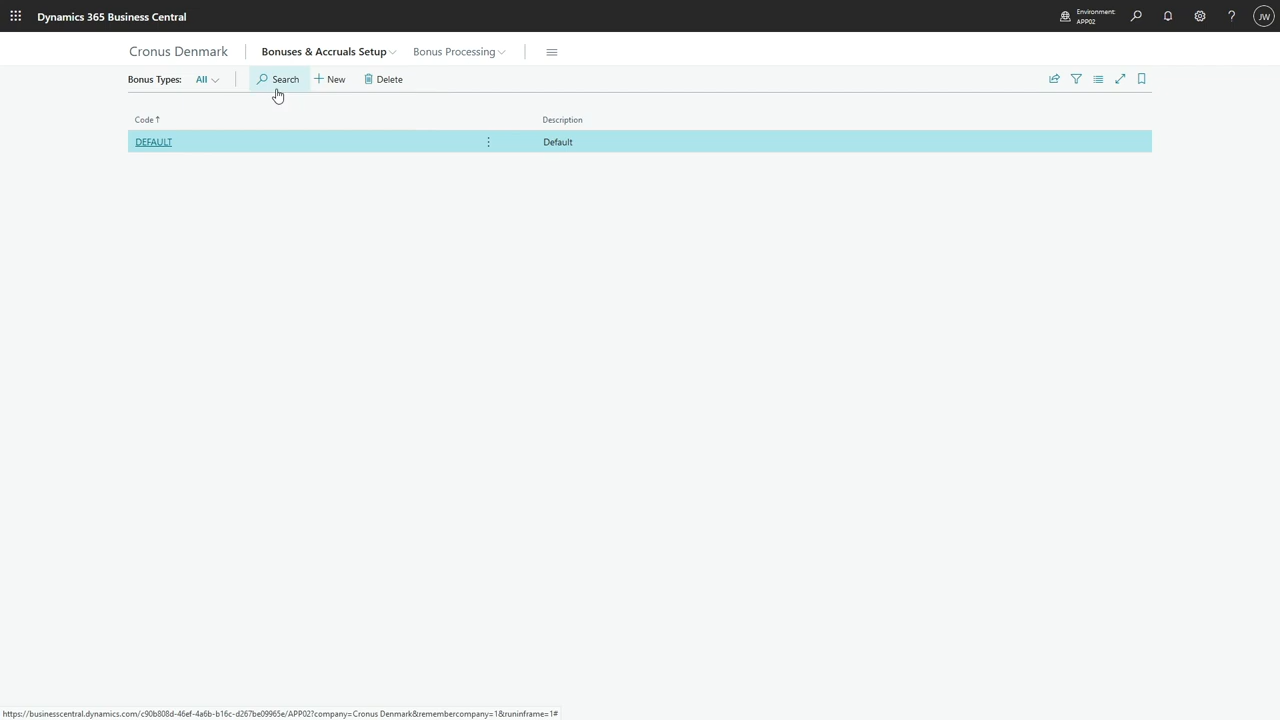 Dynamics 365 Business Central
Environment:
APP02
?
JW
Cronus Denmark
Bonuses & Accruals Setup
Bonus Processing
Bonus Types:
All
Search
New
Delete
Code ↑
Description
DEFAULT
Default
https://businesscentral.dynamics.com/c90b808d-46ef-4a6b-b16c-d267be09965e/APP02?company=Cronus Denmark&remembercompany=1&runinframe=1#